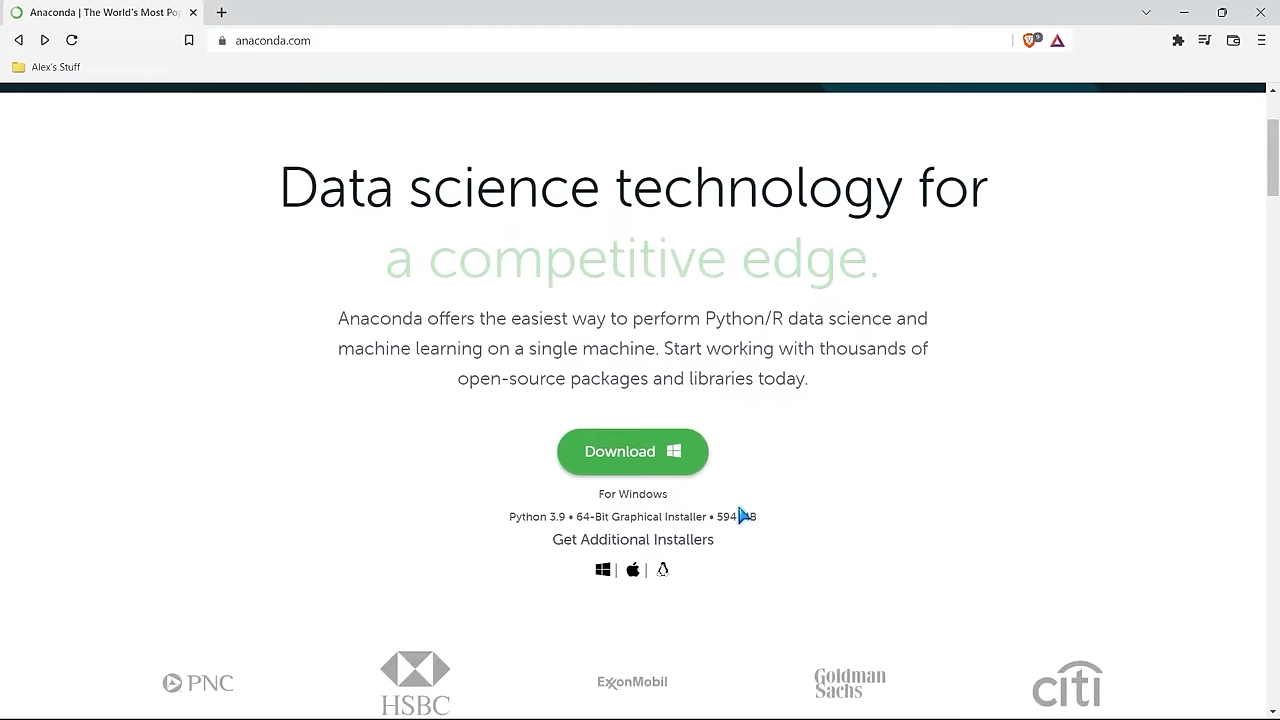 Anaconda | The World's Most Po
anaconda.com
Alex's Stuff
Data science technology for
a competitive edge.
Anaconda offers the easiest way to perform Python/R data science and
machine learning on a single machine. Start working with thousands of
open-source packages and libraries today.
Download
For Windows
Python 3.9 • 64-Bit Graphical Installer • 594
Get Additional Installers
PNC
HSBC
ExxonMobil
Goldman
Sachs
citi